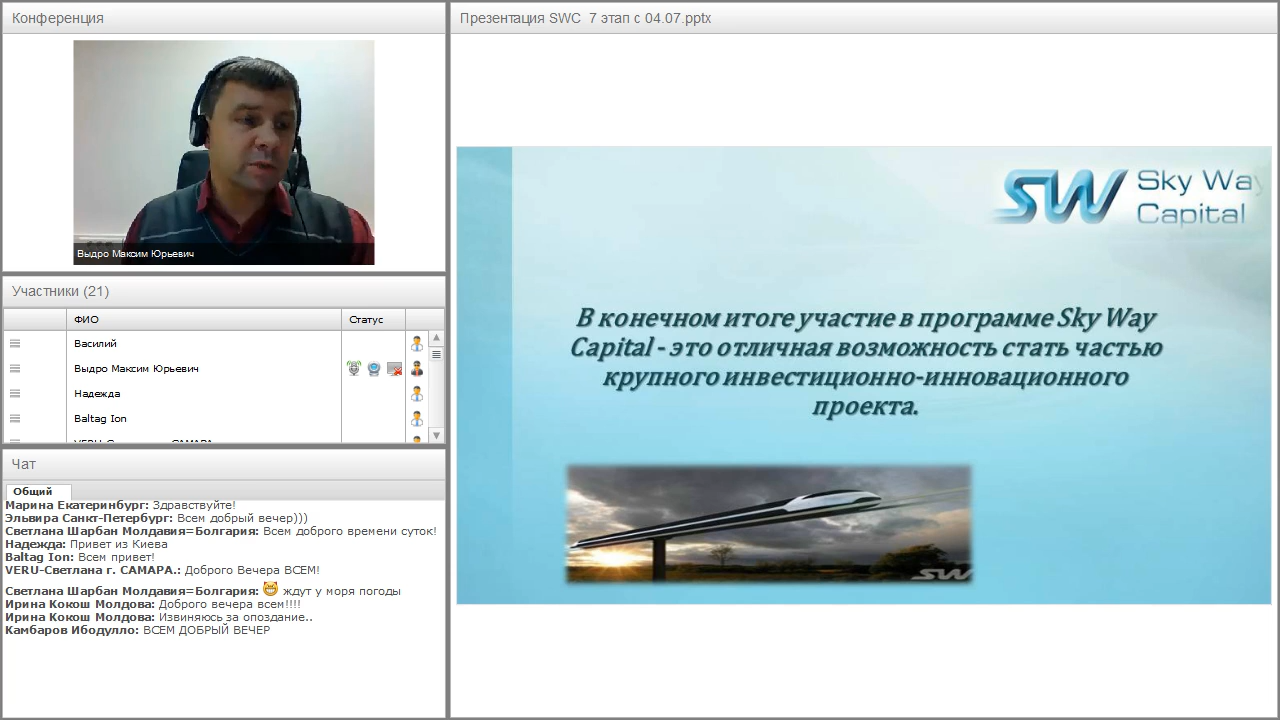 Конференция
Выдро Максим Юрьевич
Участники (21)
ФИО
Статус
Василий
Выдро Максим Юрьевич
Надежда
Baltag Ion
Чат
Общий
Марина Екатеринбург: Здравствуйте!
Эльвира Санкт-Петербург: Всем добрый вечер)))
Светлана Шарбан Молдавия=Болгария: Всем доброго времени суток!
Надежда: Привет из Киева
Baltag Ion: Всем привет!
VERU-Светлана г. САМАРА.: Доброго Вечера ВСЕМ!
Светлана Шарбан Молдавия=Болгария: ждут у моря погоды
Ирина Кокош Молдова: Доброго вечера всем!!!!
Ирина Кокош Молдова: Извиняюсь за опоздание..
Камбаров Ибодулло: ВСЕМ ДОБРЫЙ ВЕЧЕР
Презентация SWC 7 этап с 04.07.pptx
SW Sky Way
Capital
В конечном итоге участие в программе Sky Way
Capital - это отличная возможность стать частью
крупного инвестиционно-инновационного
проекта.
SW